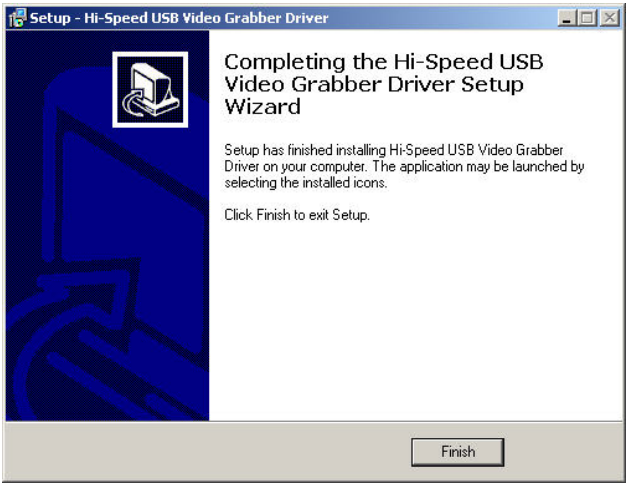 Setup - Hi-Speed USB Video Grabber Driver
Completing the Hi-Speed USB
Video Grabber Driver Setup
Wizard
Setup has finished installing Hi-Speed USB Video Grabber
Driver on your computer. The application may be launched by
selecting the installed icons.
Click Finish to exit Setup.
Finish